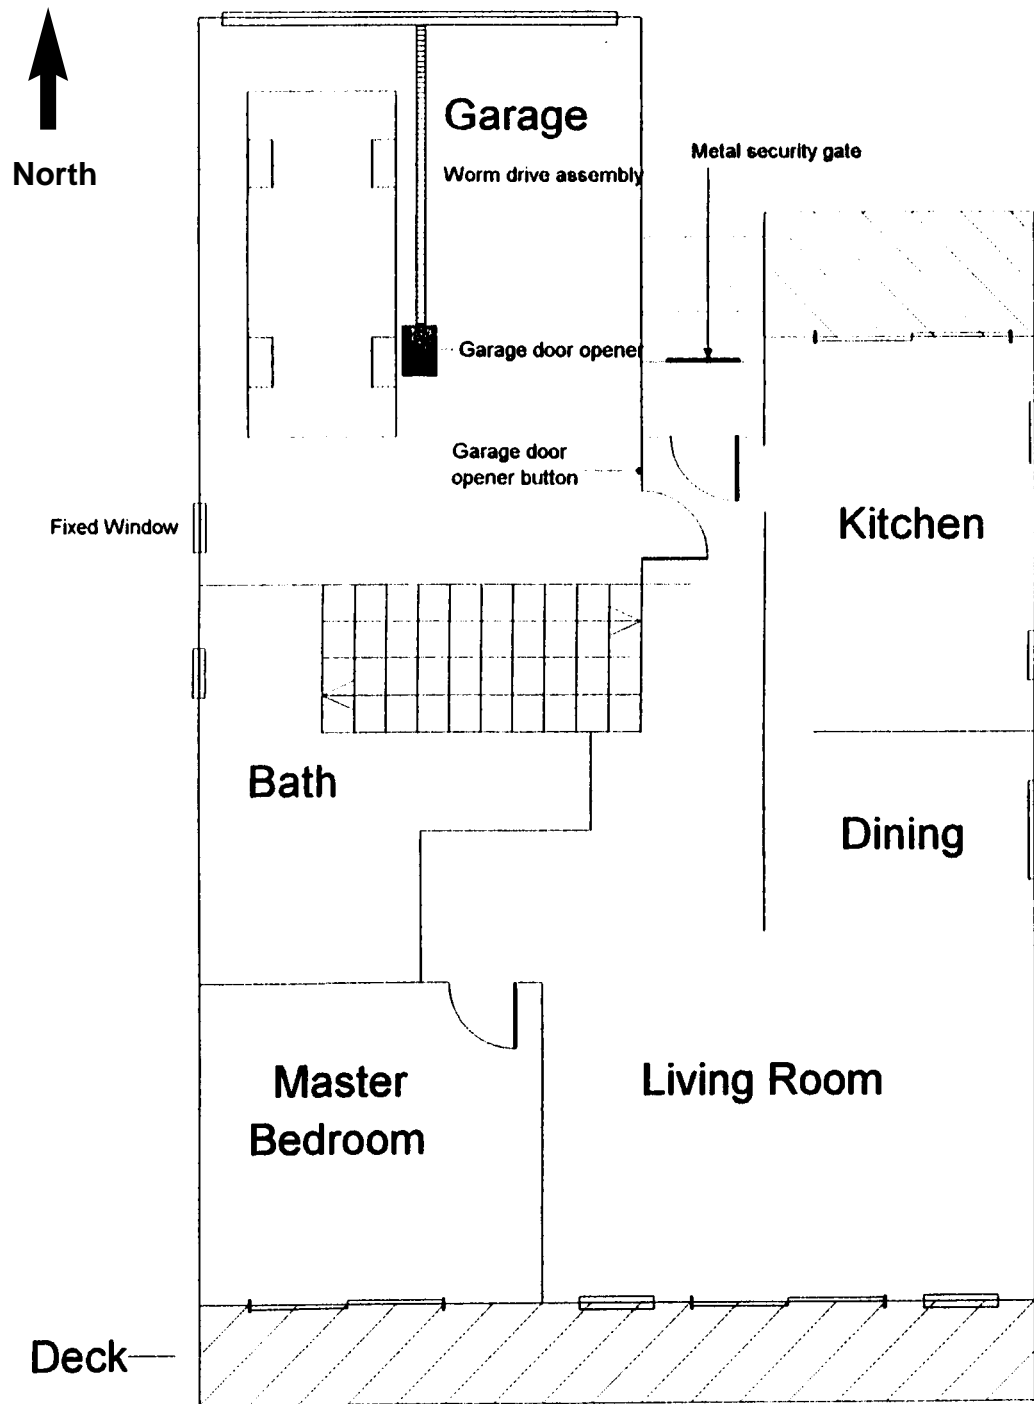 North
Garage
Worm drive assembly
Metal security gate
Garage door opener
Garage door
opener button
Fixed Window
Kitchen
Bath
Dining
Master
Bedroom
Living Room
Deck